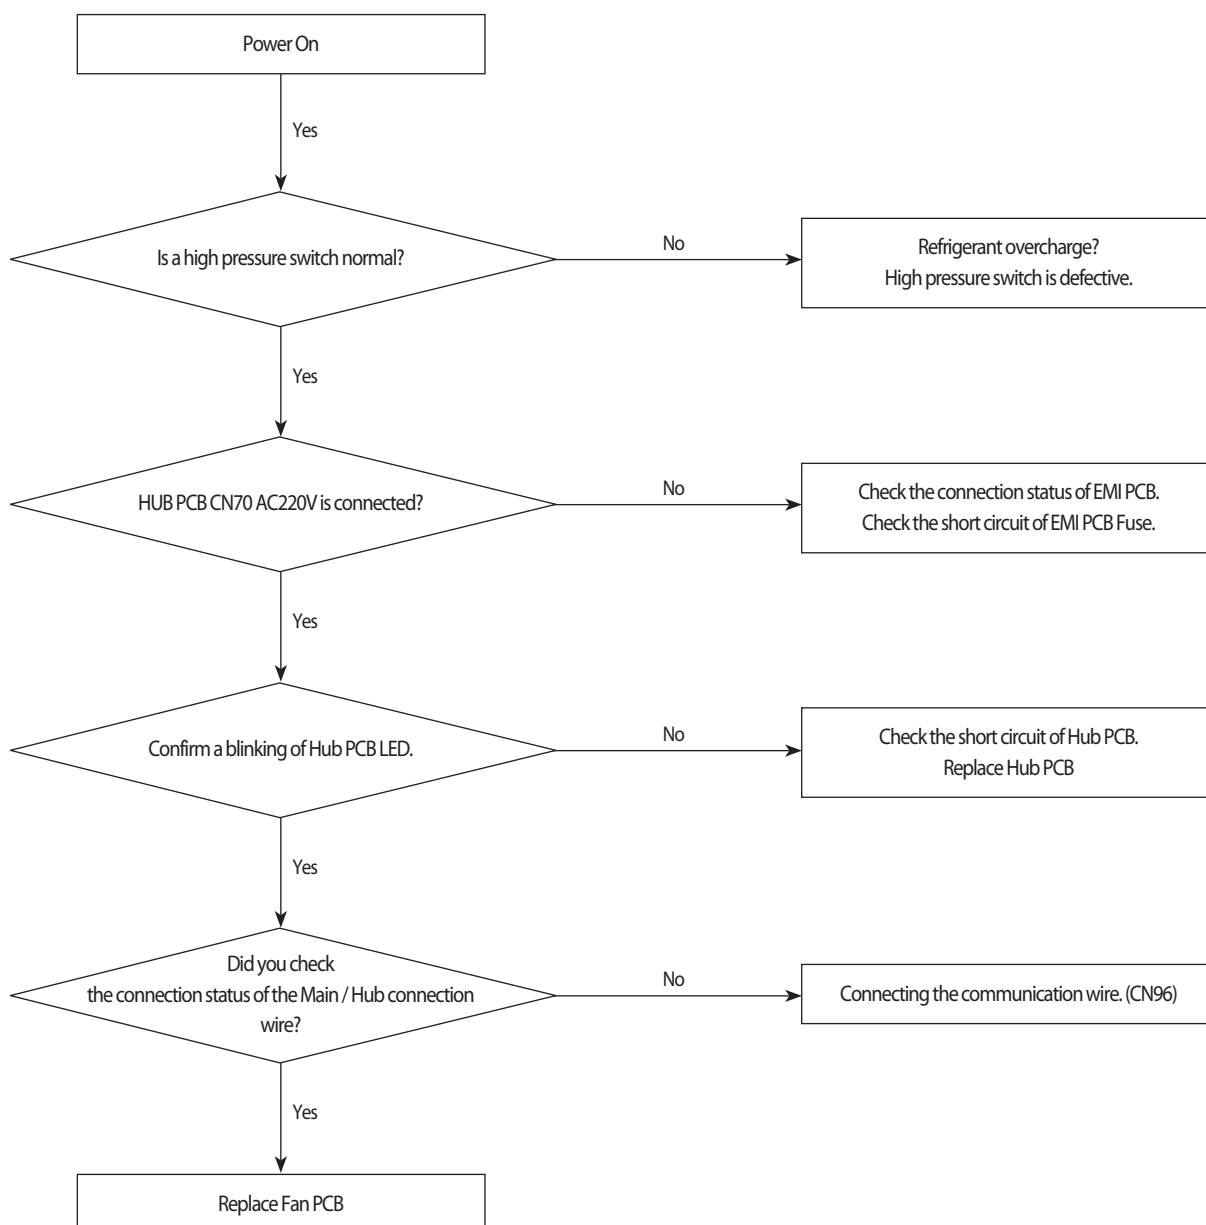 Power On
Yes
Is a high pressure switch normal?
No
Refrigerant overcharge?
High pressure switch is defective.
Yes
HUB PCB CN70 AC220V is connected?
No
Check the connection status of EMI PCB.
Check the short circuit of EMI PCB Fuse.
Yes
Confirm a blinking of Hub PCB LED.
No
Check the short circuit of Hub PCB.
Replace Hub PCB
Yes
Did you check
the connection status of the Main / Hub connection
wire?
No
Connecting the communication wire. (CN96)
Yes
Replace Fan PCB